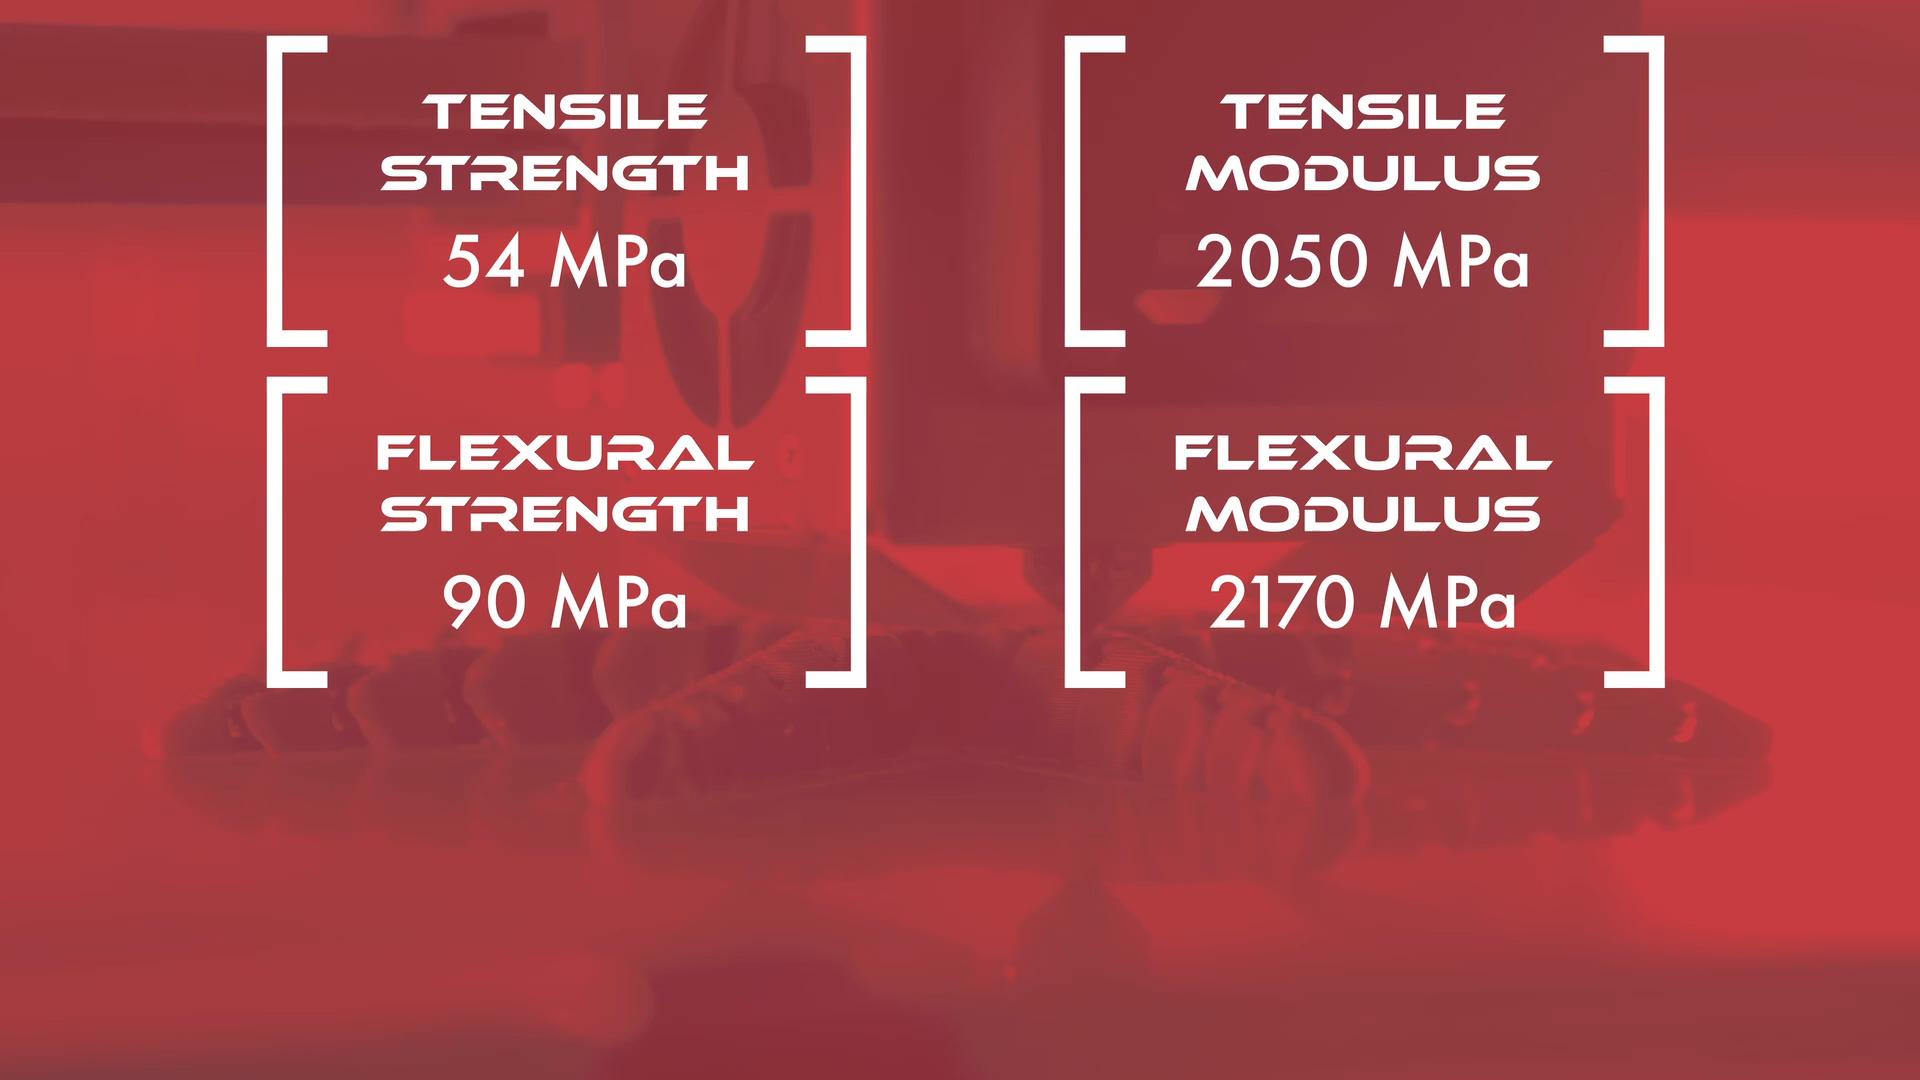 TENSILE
STRENGTH
54 MPa
TENSILE
MODULUS
2050 MPa
FLEXURAL
STRENGTH
90 MPa
FLEXURAL
MODULUS
2170 MPa